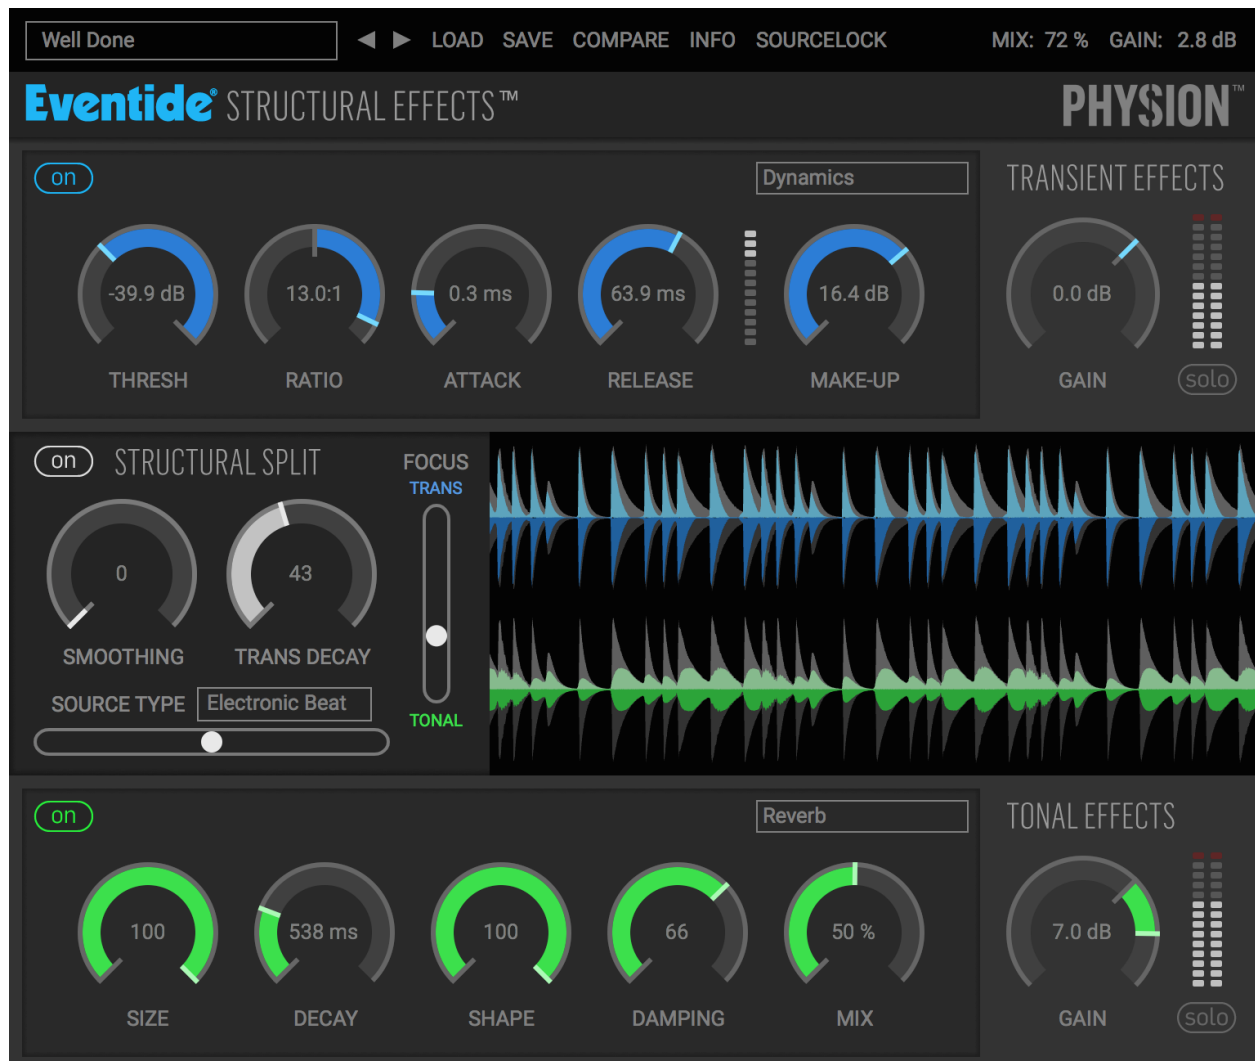 Well Done LOAD SAVE COMPARE INFO SOURCELOCK MIX: 72 % GAIN: 2.8 dB
Eventide® STRUCTURAL EFFECTS™ PHYSION™
on Dynamics TRANSIENT EFFECTS
-39.9 dB 13.0:1 0.3 ms 63.9 ms 16.4 dB 0.0 dB
THRESH RATIO ATTACK RELEASE MAKE-UP GAIN solo
on STRUCTURAL SPLIT FOCUS
TRANS
0 43
SMOOTHING TRANS DECAY
SOURCE TYPE Electronic Beat
TONAL
on Reverb TONAL EFFECTS
100 538 ms 100 66 50 % 7.0 dB
SIZE DECAY SHAPE DAMPING MIX GAIN solo